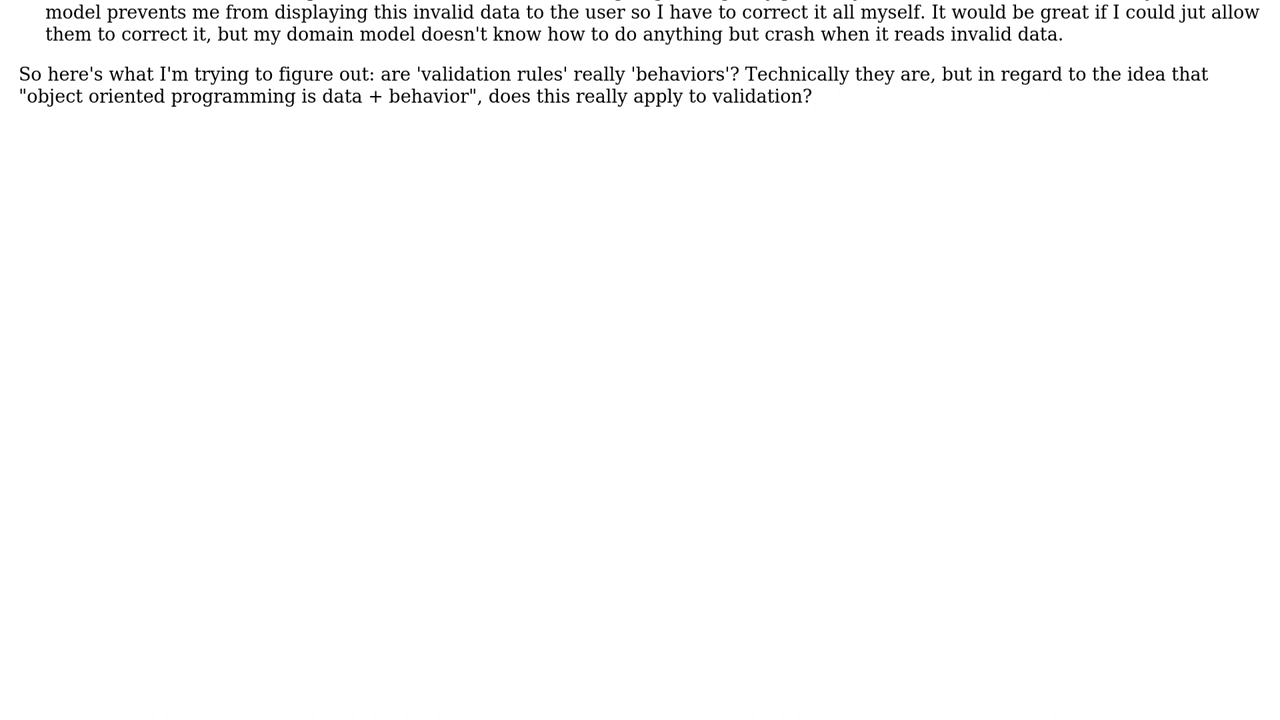 model prevents me from displaying this invalid data to the user so I have to correct it all myself. It would be great if I could jut allow
them to correct it, but my domain model doesn't know how to do anything but crash when it reads invalid data.
So here's what I'm trying to figure out: are 'validation rules' really 'behaviors'? Technically they are, but in regard to the idea that
"object oriented programming is data + behavior", does this really apply to validation?